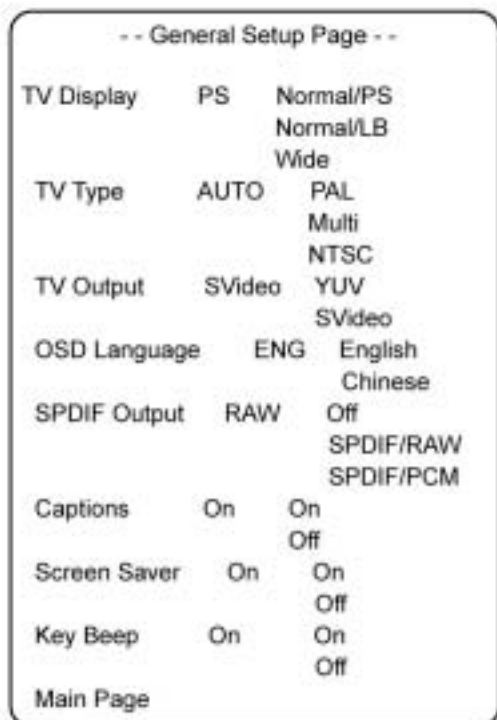 - - General Setup Page - -
TV Display PS Normal/PS
Normal/LB
Wide
TV Type AUTO PAL
Multi
NTSC
TV Output SVideo YUV
SVideo
OSD Language ENG English
Chinese
SPDIF Output RAW Off
SPDIF/RAW
SPDIF/PCM
Captions On On
Off
Screen Saver On On
Off
Key Beep On On
Off
Main Page